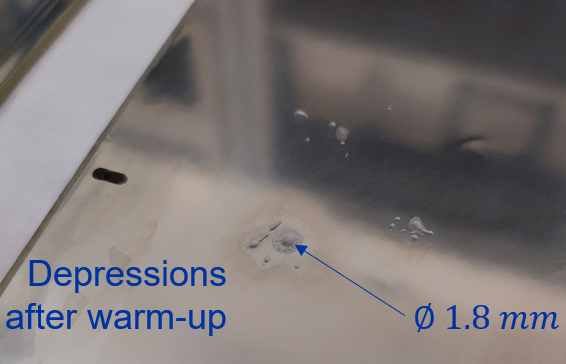 Depressions
after warm-up
Ø 1.8 mm